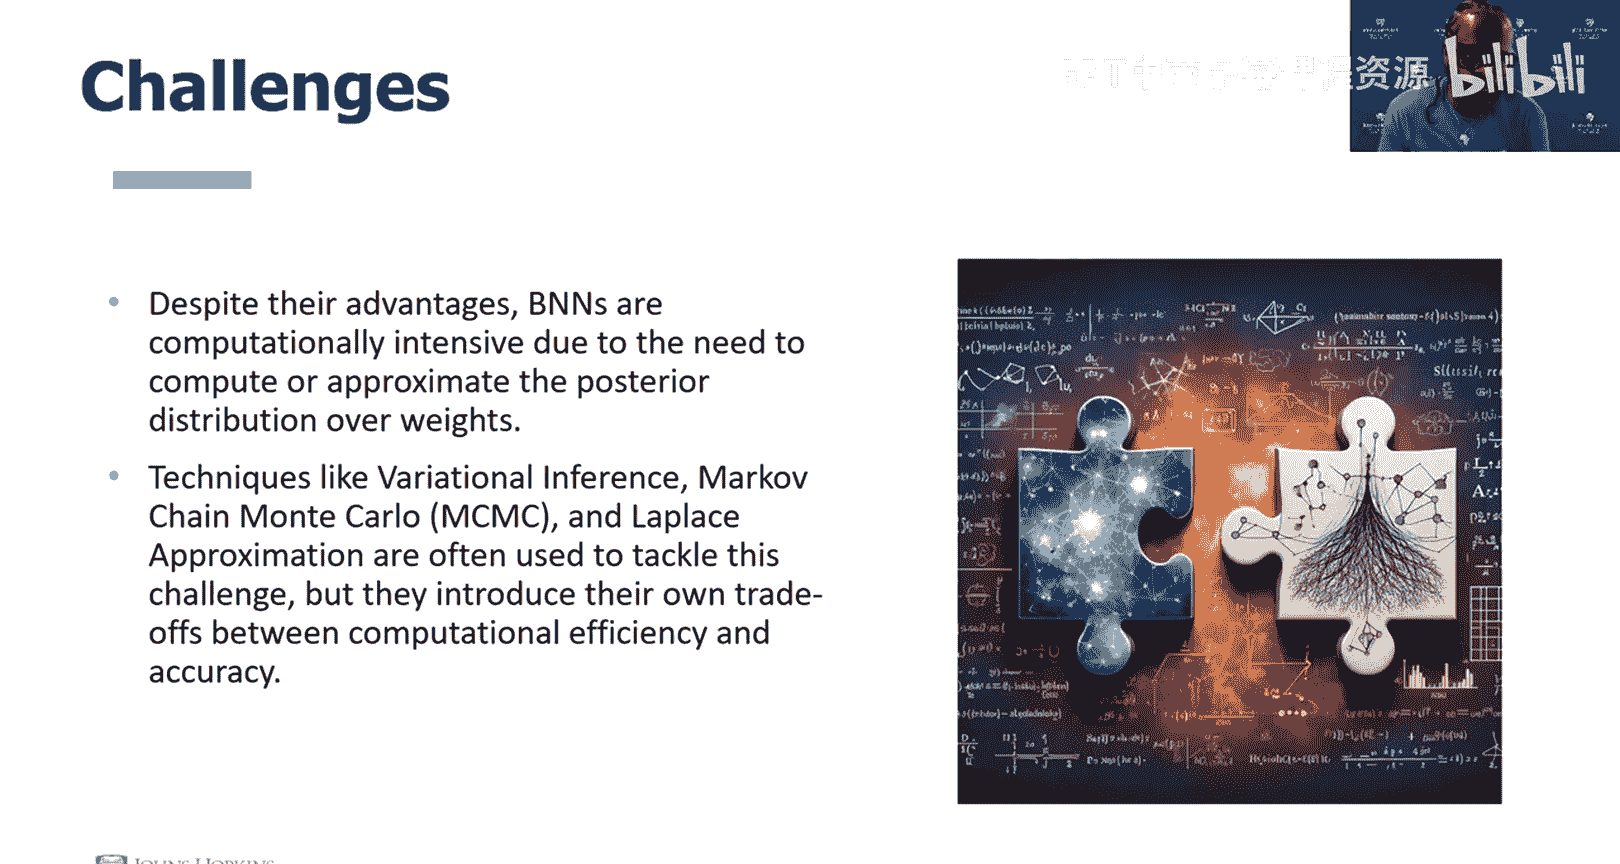 Challenges
资源
bilibili
• Despite their advantages, BNNs are
computationally intensive due to the need to
compute or approximate the posterior
distribution over weights.
• Techniques like Variational Inference, Markov
Chain Monte Carlo (MCMC), and Laplace
Approximation are often used to tackle this
challenge, but they introduce their own trade-
offs between computational efficiency and
accuracy.
JOHNS HOPKINS